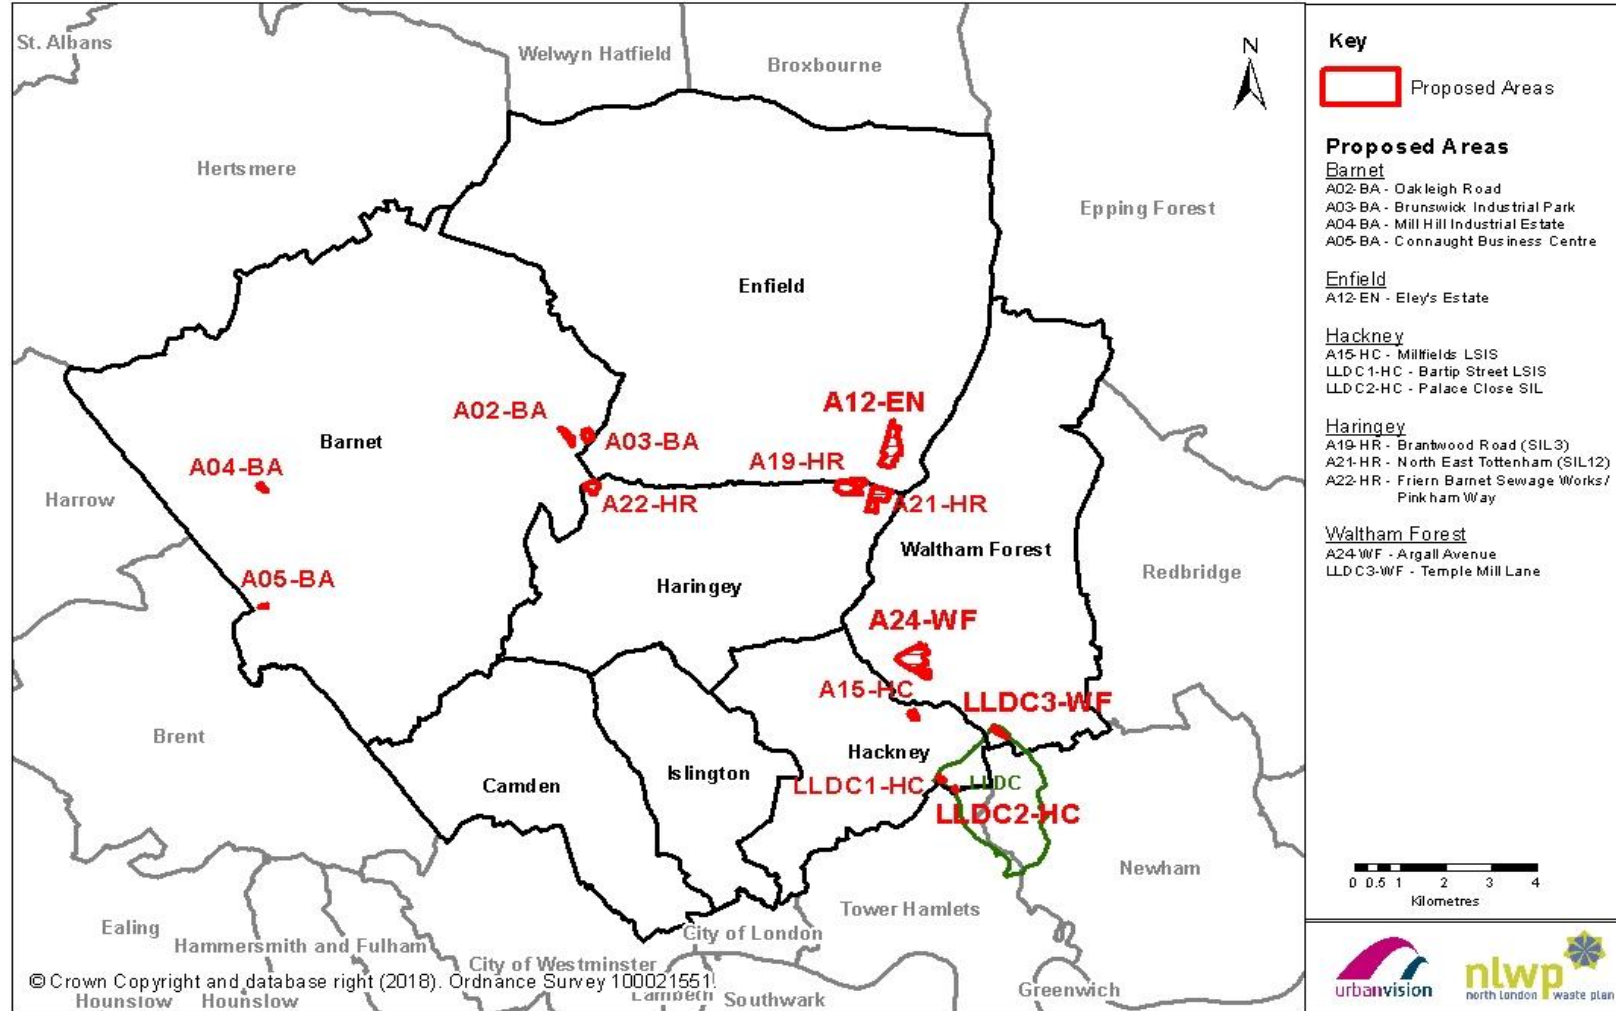 St. Albans
Welwyn Hatfield
Broxbourne
N
Hertsmere
Epping Forest
Enfield
A12-EN
A02-BA
Barnet
A03-BA
A04-BA
A19-HR
Harrow
A22-HR
A21-HR
Waltham Forest
A05-BA
Haringey
Redbridge
A24-WF
A15-HC
LLDC3-WF
Brent
Hackney
Islington
Camden
LLDC1-HC
LLDC
LLDC2-HC
Newham
Tower Hamlets
Ealing
City of London
Hammersmith and Fulham
City of Westminster
© Crown Copyright and database right (2018). Ordnance Survey 100021551.
Lambeth
Greenwich
Hounslow
Hounslow
Southwark
Key
Proposed Areas
Proposed Areas
Barnet
A02-BA - Oakleigh Road
A03-BA - Brunswick Industrial Park
A04-BA - Mill Hill Industrial Estate
A05-BA - Connaught Business Centre
Enfield
A12-EN - Eley's Estate
Hackney
A15-HC - Millfields LSIS
LLDC1-HC - Bartip Street LSIS
LLDC2-HC - Palace Close SIL
Haringey
A19-HR - Brantwood Road (SIL3)
A21-HR - North East Tottenham (SIL12)
A22-HR - Friern Barnet Sewage Works/
Pinkham Way
Waltham Forest
A24-WF - Argall Avenue
LLDC3-WF - Temple Mill Lane
0 0.5 1 2 3 4
Kilometres
urbanvision
nlwp
north london waste plan